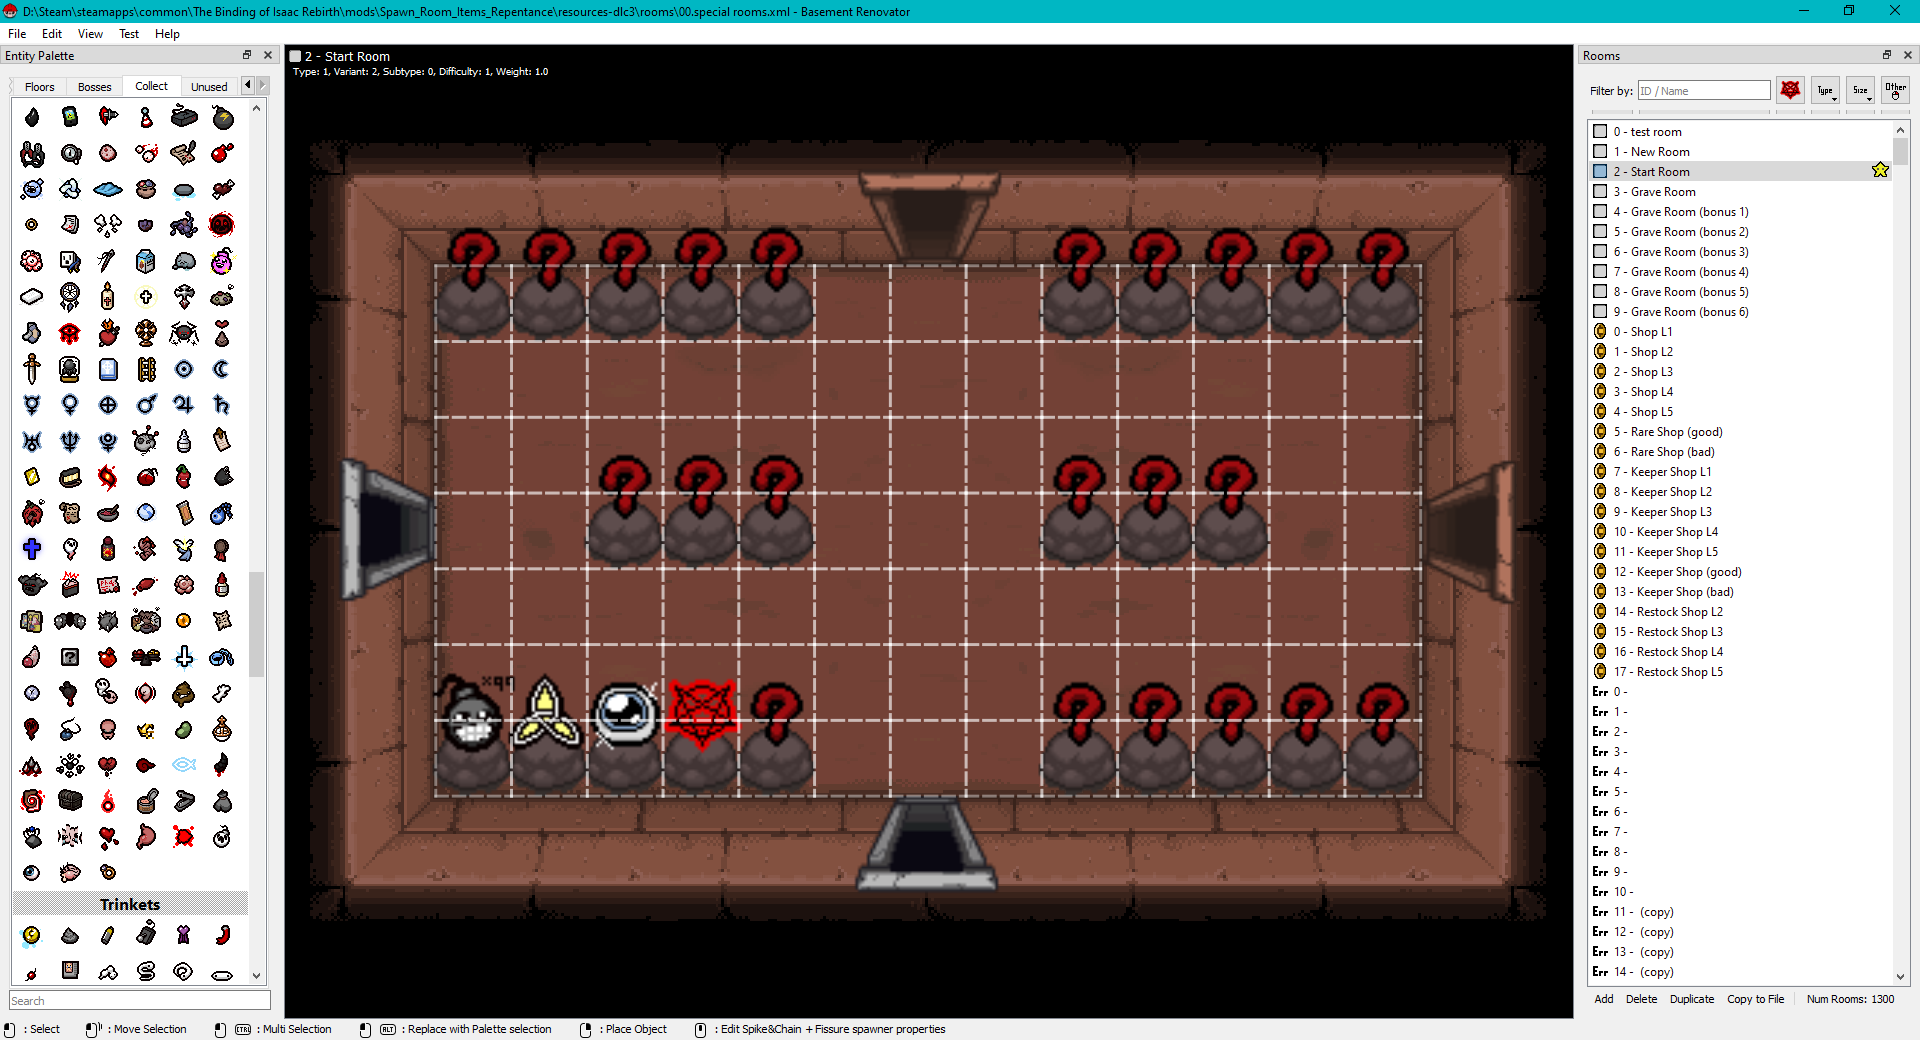 D:\Steam\steamapps\common\The Binding of Isaac Rebirth\mods\Spawn_Room_Items_Repentance\resources-dlc3\rooms\00.special rooms.xml - Basement Renovator
File Edit View Test Help
Entity Palette
Floors Bosses Collect Unused
Trinkets
Search
2 - Start Room
Type: 1, Variant: 2, Subtype: 0, Difficulty: 1, Weight: 1.0
x99
Rooms
Filter by: ID / Name Type Size Other
0 - test room
1 - New Room
2 - Start Room
3 - Grave Room
4 - Grave Room (bonus 1)
5 - Grave Room (bonus 2)
6 - Grave Room (bonus 3)
7 - Grave Room (bonus 4)
8 - Grave Room (bonus 5)
9 - Grave Room (bonus 6)
0 - Shop L1
1 - Shop L2
2 - Shop L3
3 - Shop L4
4 - Shop L5
5 - Rare Shop (good)
6 - Rare Shop (bad)
7 - Keeper Shop L1
8 - Keeper Shop L2
9 - Keeper Shop L3
10 - Keeper Shop L4
11 - Keeper Shop L5
12 - Keeper Shop (good)
13 - Keeper Shop (bad)
14 - Restock Shop L2
15 - Restock Shop L3
16 - Restock Shop L4
17 - Restock Shop L5
Err 0 -
Err 1 -
Err 2 -
Err 3 -
Err 4 -
Err 5 -
Err 6 -
Err 7 -
Err 8 -
Err 9 -
Err 10 -
Err 11 - (copy)
Err 12 - (copy)
Err 13 - (copy)
Err 14 - (copy)
Add Delete Duplicate Copy to File Num Rooms: 1300
: Select : Move Selection CTRL : Multi Selection ALT : Replace with Palette selection : Place Object : Edit Spike&Chain + Fissure spawner properties